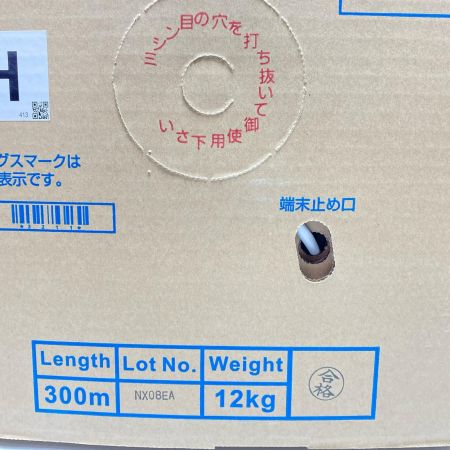 H
413
ミシン目の穴を打ち抜いて御使用下さい
グスマークは
表示です。
端末止め口
Length Lot No. Weight
300m NX08EA 12kg
合格